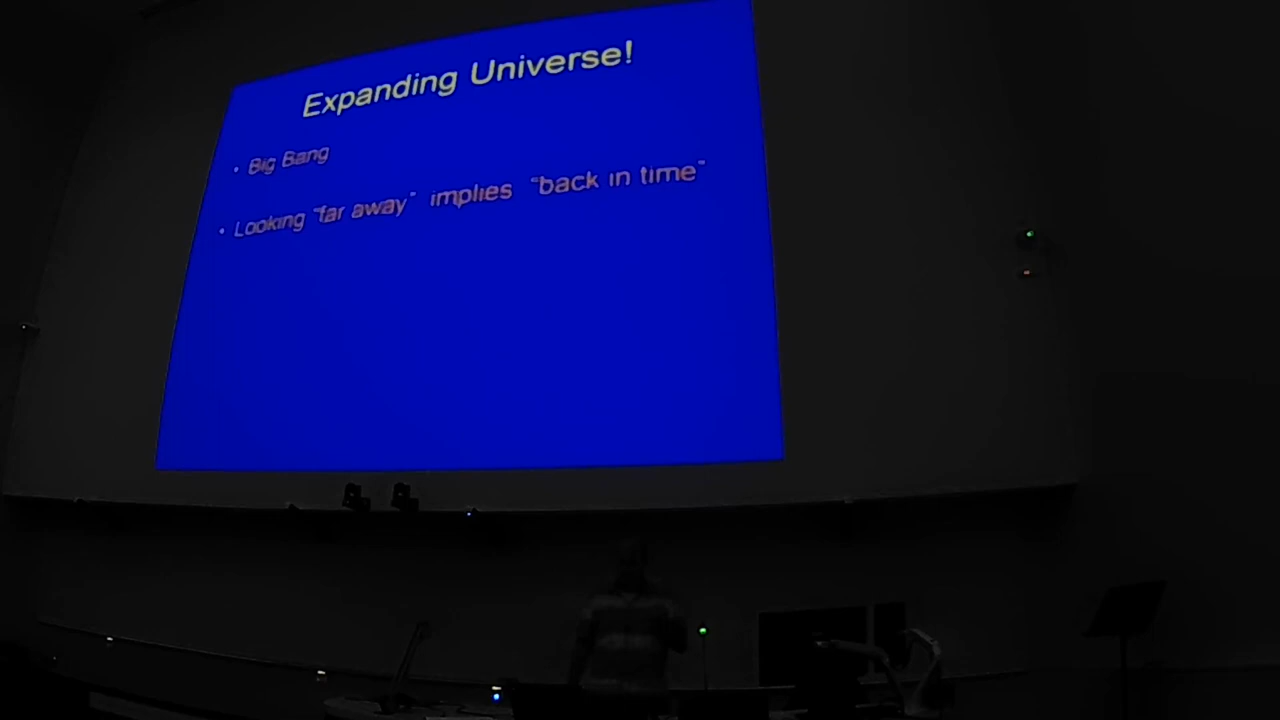 Expanding Universe!
• Big Bang
• Looking "far away" implies "back in time"